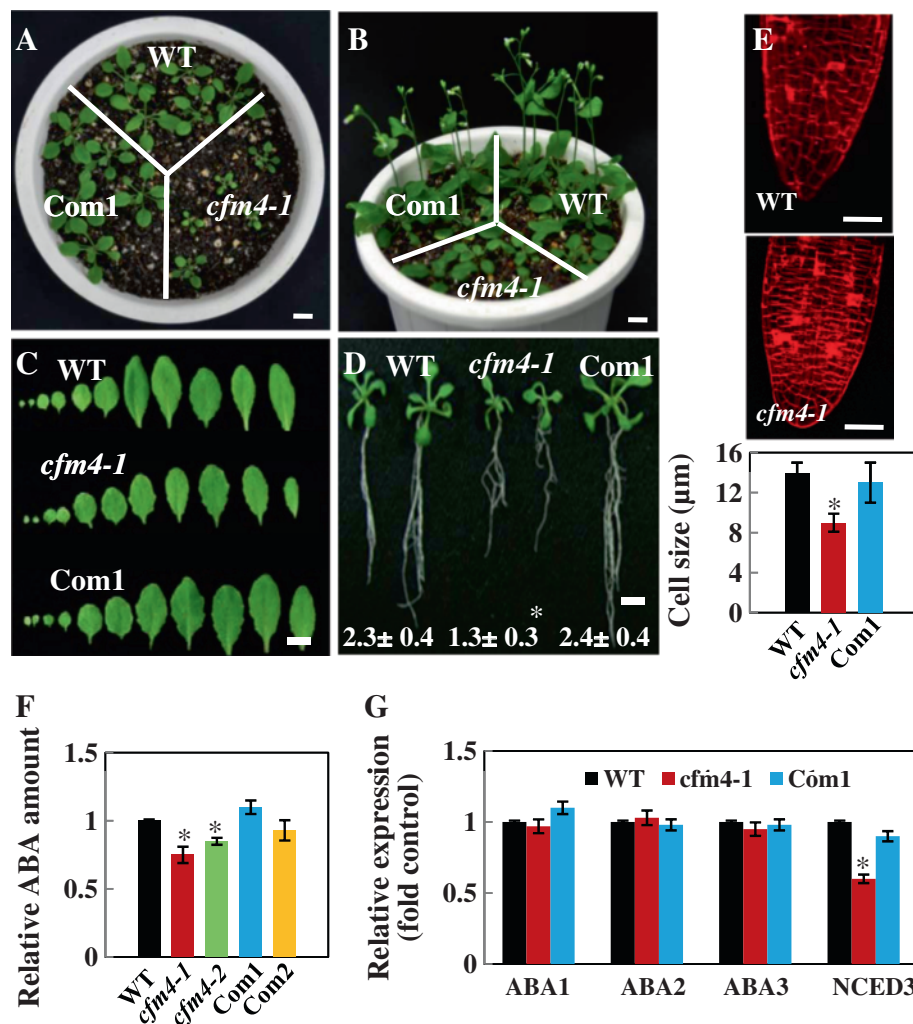 A
WT
Com1
cfm4-1
B
Com1
WT
cfm4-1
C
WT
cfm4-1
Com1
D
WT
cfm4-1
Com1
*
2.3± 0.4 1.3± 0.3 2.4± 0.4
E
WT
cfm4-1
Cell size (μm)
16
12
8
4
0
*
WT
cfm4-1
Com1
F
Relative ABA amount
1.5
1
0.5
0
* *
WT
cfm4-1
cfm4-2
Com1
Com2
G
Relative expression
(fold control)
1.5
1
0.5
0
WT cfm4-1 Com1
*
ABA1 ABA2 ABA3 NCED3